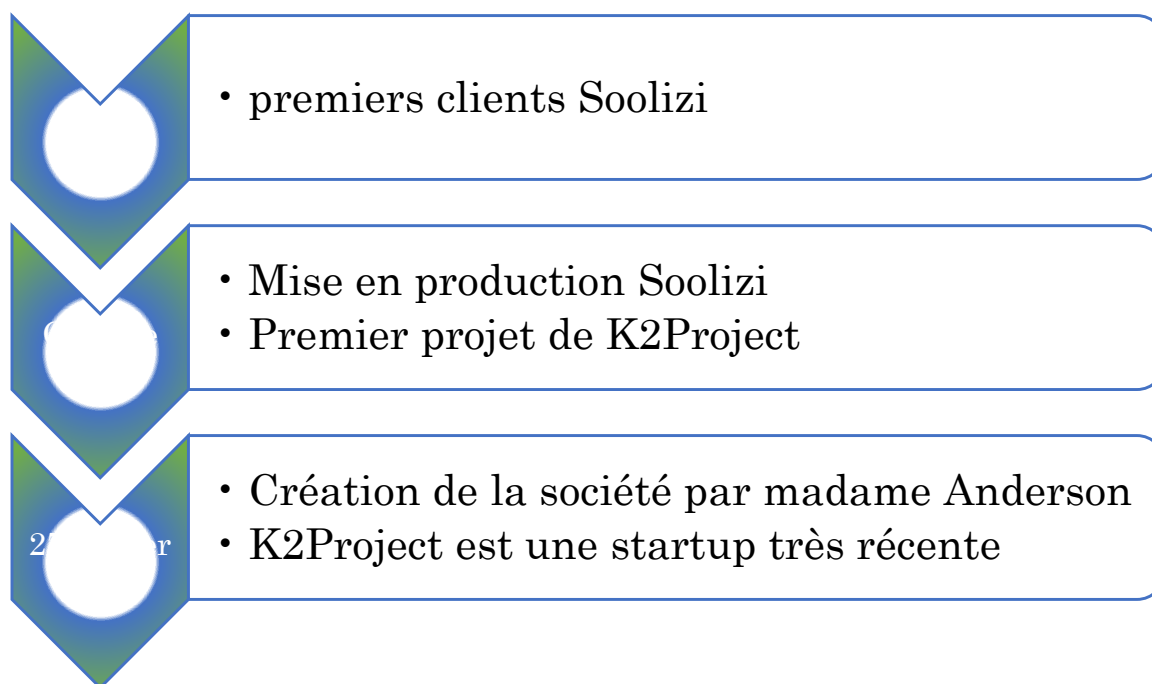 • premiers clients Soolizi
• Mise en production Soolizi
• Premier projet de K2Project
• Création de la société par madame Anderson
• K2Project est une startup très récente